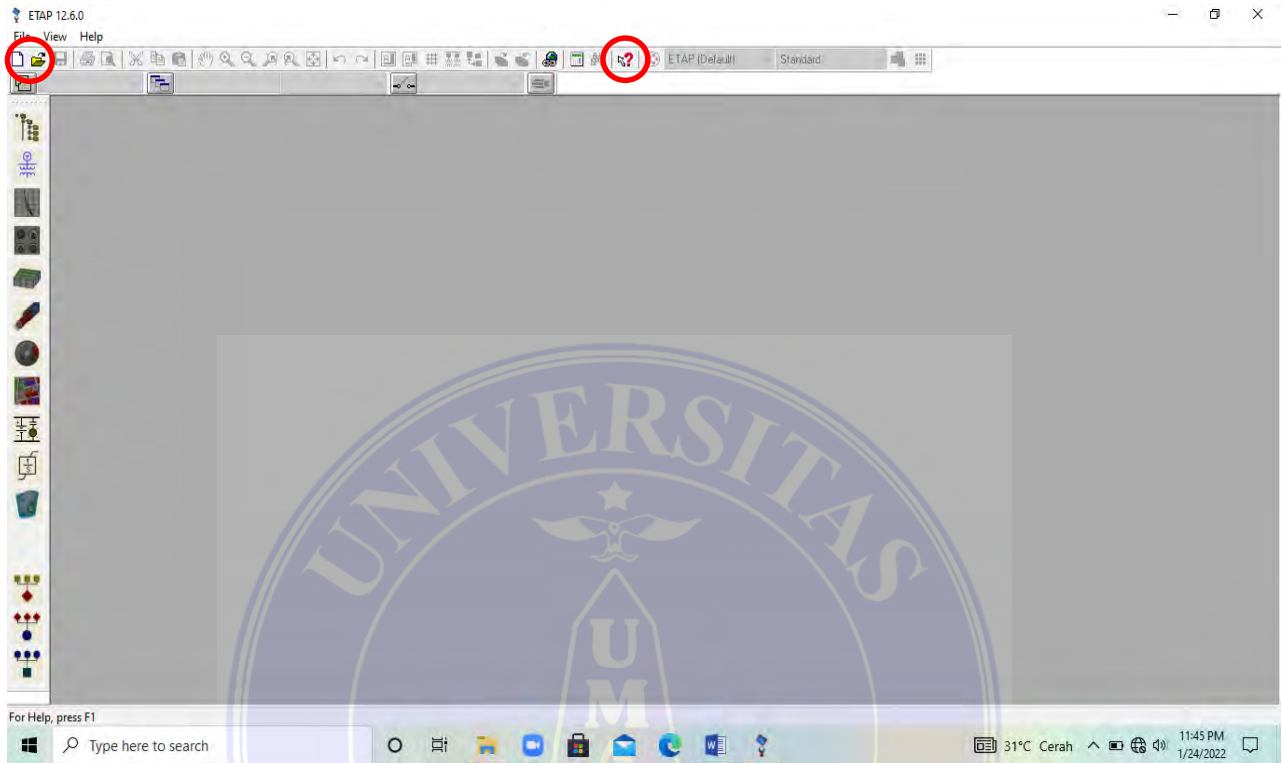 ETAP 12.6.0
File View Help
ETAP (Default) Standard
UNIVERSITAS
UM
For Help, press F1
Type here to search
31°C Cerah
11:45 PM
1/24/2022